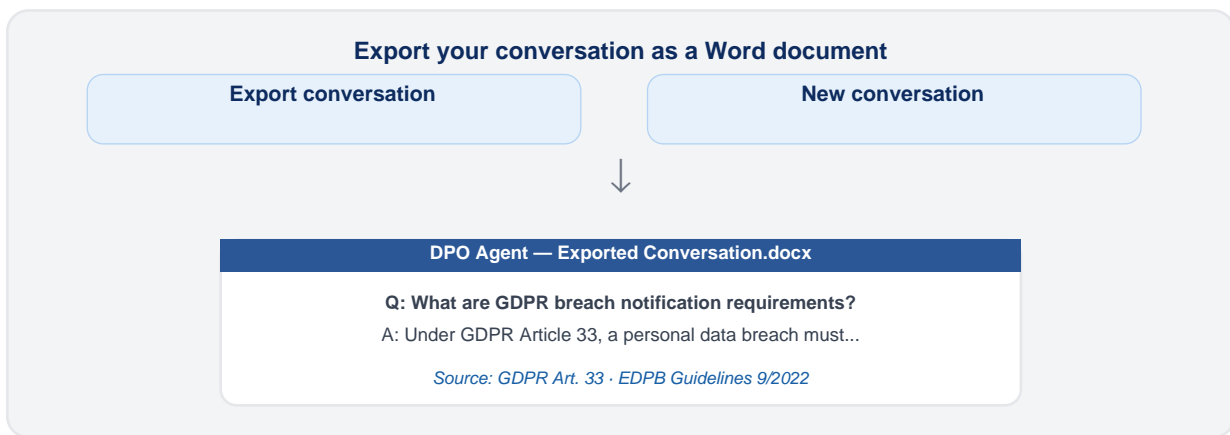 Export your conversation as a Word document
Export conversation
New conversation
DPO Agent — Exported Conversation.docx
Q: What are GDPR breach notification requirements?
A: Under GDPR Article 33, a personal data breach must...
Source: GDPR Art. 33 · EDPB Guidelines 9/2022